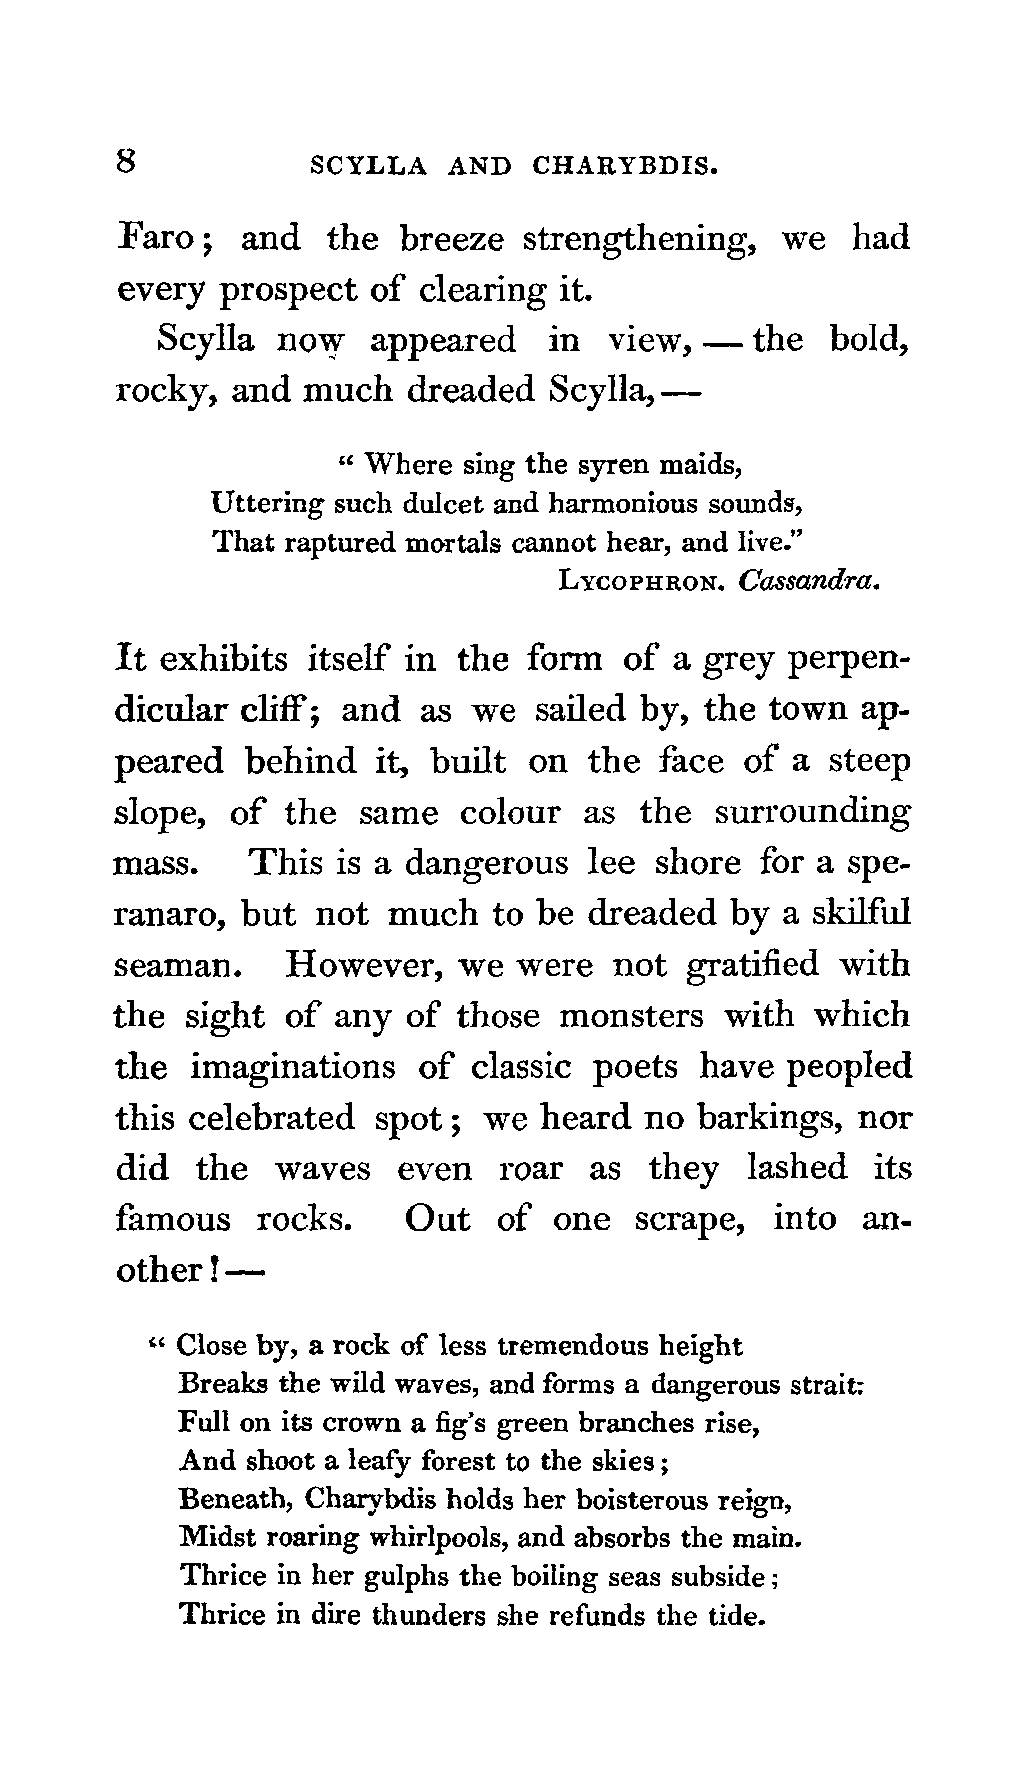 8 SCYLLA AND CHARYBDIS.
Faro; and the breeze strengthening, we had
every prospect of clearing it.
Scylla now appeared in view, — the bold,
rocky, and much dreaded Scylla, —
“ Where sing the syren maids,
Uttering such dulcet and harmonious sounds,
That raptured mortals cannot hear, and live.”
LYCOPHRON. Cassandra.
It exhibits itself in the form of a grey perpen-
dicular cliff; and as we sailed by, the town ap-
peared behind it, built on the face of a steep
slope, of the same colour as the surrounding
mass. This is a dangerous lee shore for a spe-
ranaro, but not much to be dreaded by a skilful
seaman. However, we were not gratified with
the sight of any of those monsters with which
the imaginations of classic poets have peopled
this celebrated spot; we heard no barkings, nor
did the waves even roar as they lashed its
famous rocks. Out of one scrape, into an-
other! —
“ Close by, a rock of less tremendous height
Breaks the wild waves, and forms a dangerous strait:
Full on its crown a fig’s green branches rise,
And shoot a leafy forest to the skies;
Beneath, Charybdis holds her boisterous reign,
Midst roaring whirlpools, and absorbs the main.
Thrice in her gulphs the boiling seas subside;
Thrice in dire thunders she refunds the tide.